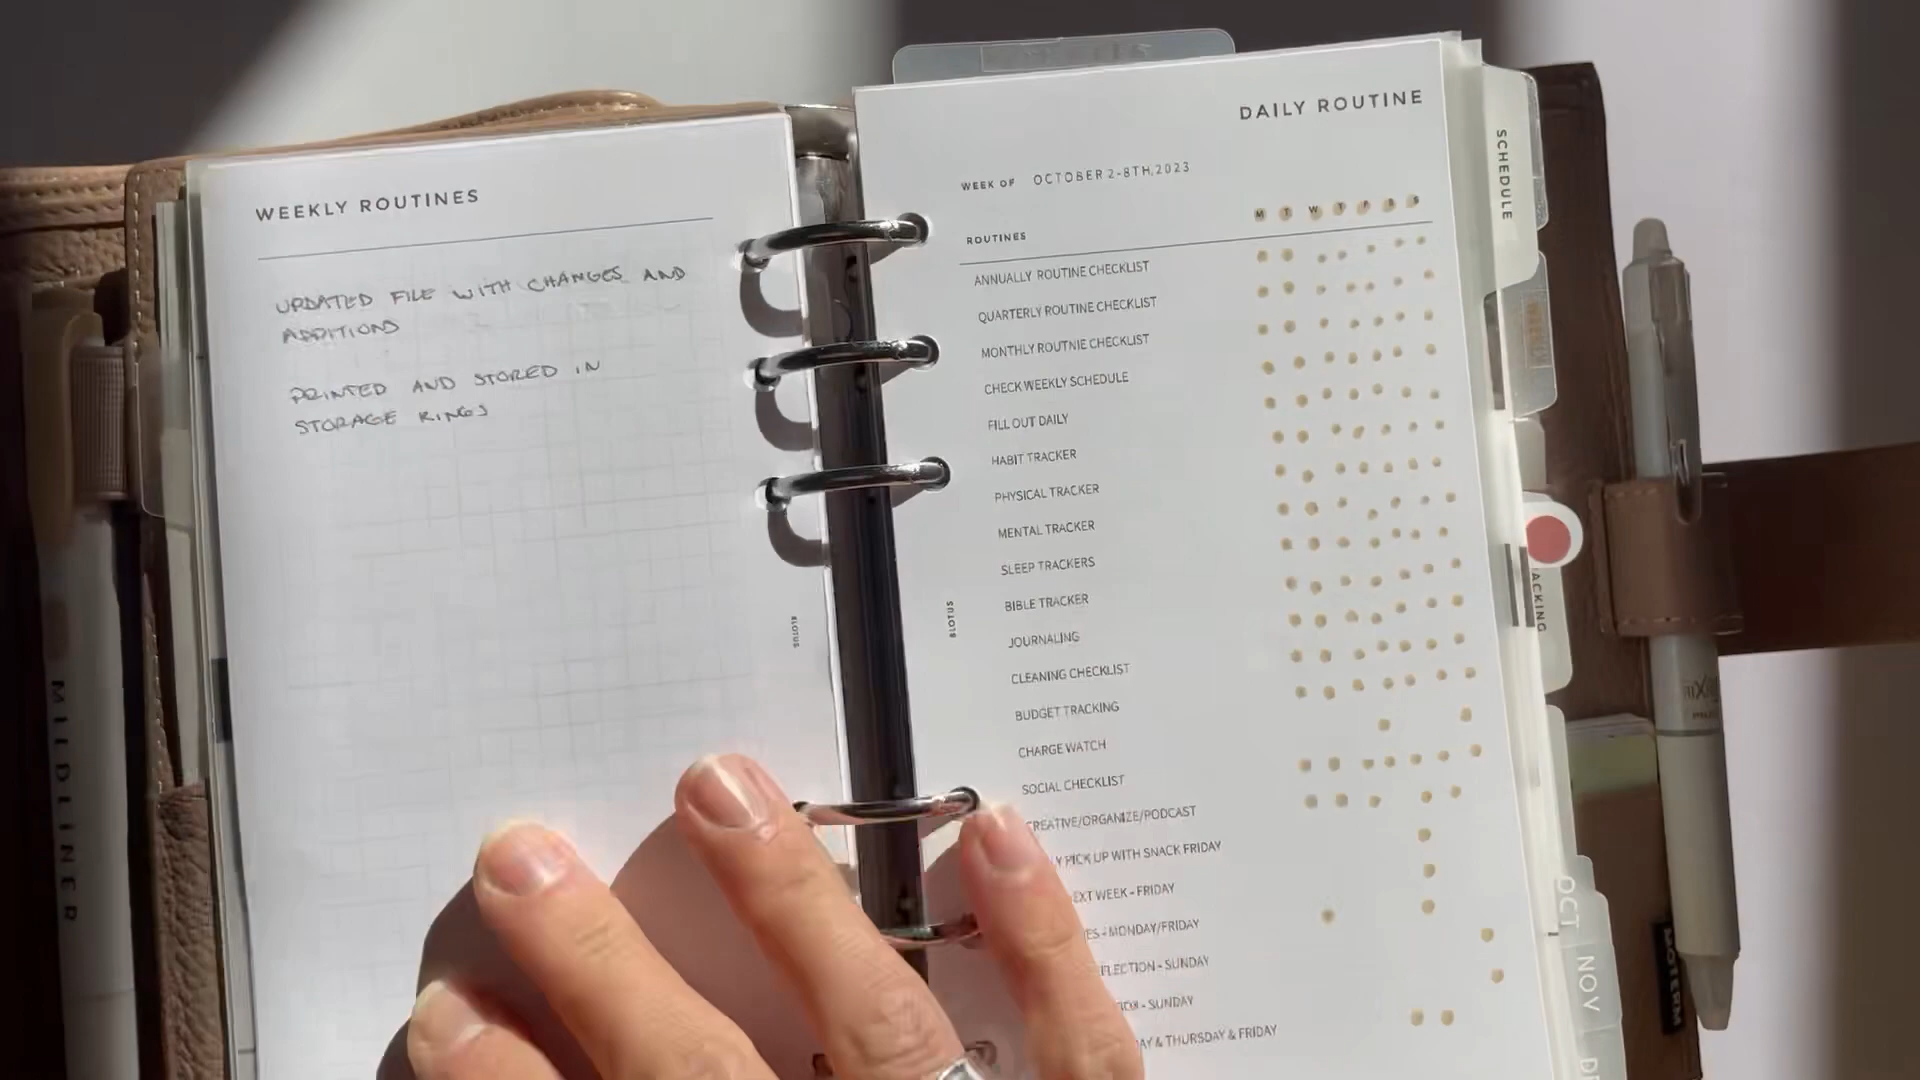 WEEKLY ROUTINES
UPDATED FILE WITH CHANGES AND
ADDITIONS
PRINTED AND STORED IN
STORAGE RINGS
DAILY ROUTINE
WEEK OF OCTOBER 2-8TH, 2023
M T W T F S S
ROUTINES
ANNUALLY ROUTINE CHECKLIST
QUARTERLY ROUTINE CHECKLIST
MONTHLY ROUTNIE CHECKLIST
CHECK WEEKLY SCHEDULE
FILL OUT DAILY
HABIT TRACKER
PHYSICAL TRACKER
MENTAL TRACKER
SLEEP TRACKERS
BIBLE TRACKER
JOURNALING
CLEANING CHECKLIST
BUDGET TRACKING
CHARGE WATCH
SOCIAL CHECKLIST
CREATIVE/ORGANIZE/PODCAST
PICK UP WITH SNACK FRIDAY
WEEK - FRIDAY
- MONDAY/FRIDAY
- SUNDAY
- SUNDAY
& THURSDAY & FRIDAY
SCHEDULE
OCT
NOV
MILDLINER